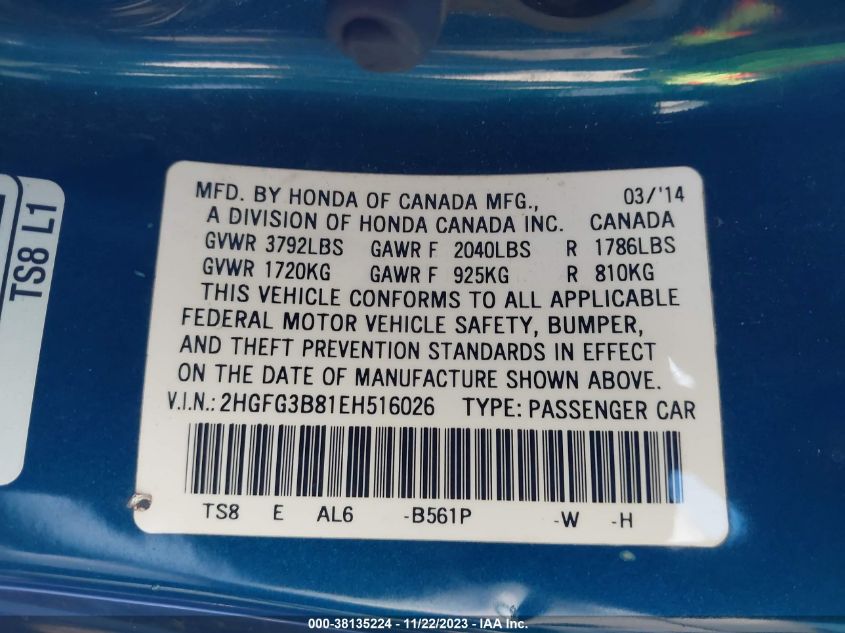 MFD. BY HONDA OF CANADA MFG., 03/'14
A DIVISION OF HONDA CANADA INC. CANADA
GVWR 3792LBS GAWR F 2040LBS R 1786LBS
GVWR 1720KG GAWR F 925KG R 810KG
THIS VEHICLE CONFORMS TO ALL APPLICABLE
FEDERAL MOTOR VEHICLE SAFETY, BUMPER,
AND THEFT PREVENTION STANDARDS IN EFFECT
ON THE DATE OF MANUFACTURE SHOWN ABOVE.
V.I.N.: 2HGFG3B81EH516026 TYPE: PASSENGER CAR
TS8 E AL6 -B561P -W -H
TS8 L1
000-38135224 - 11/22/2023 - IAA Inc.